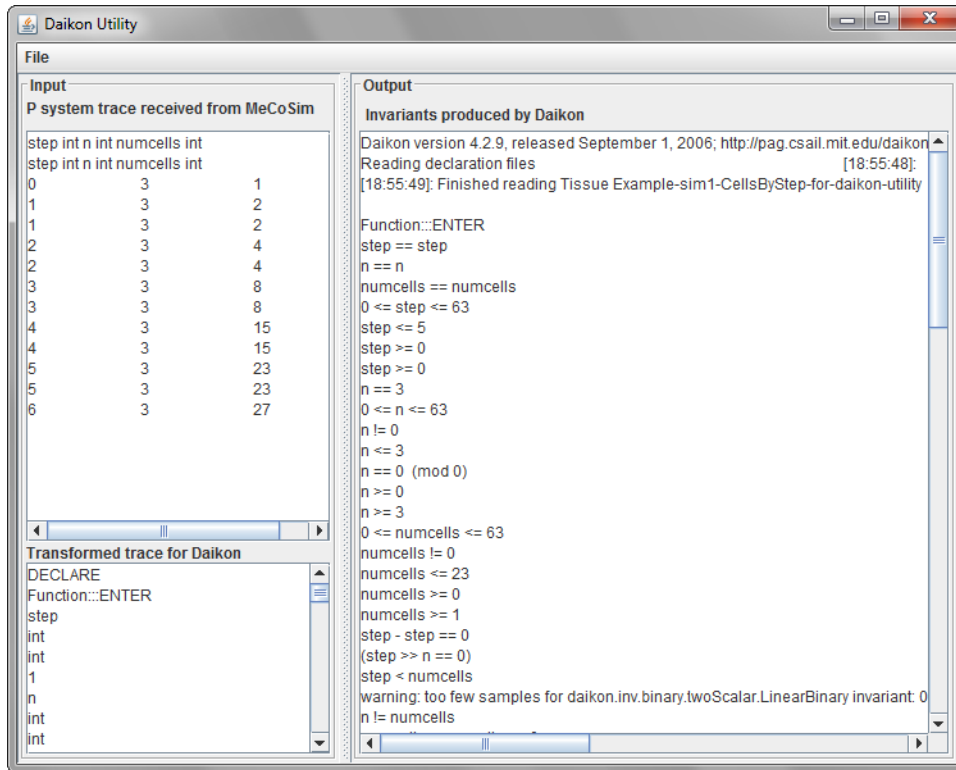 Daikon Utility
File
Input
P system trace received from MeCoSim
step int n int numcells int
step int n int numcells int
0 3 1
1 3 2
1 3 2
2 3 4
2 3 4
3 3 8
3 3 8
4 3 15
4 3 15
5 3 23
5 3 23
6 3 27
Transformed trace for Daikon
DECLARE
Function:::ENTER
step
int
int
1
n
int
int
Output
Invariants produced by Daikon
Daikon version 4.2.9, released September 1, 2006; http://pag.csail.mit.edu/daikon
Reading declaration files [18:55:48]:
[18:55:49]: Finished reading Tissue Example-sim1-CellsByStep-for-daikon-utility
Function:::ENTER
step == step
n == n
numcells == numcells
0 <= step <= 63
step <= 5
step >= 0
step >= 0
n == 3
0 <= n <= 63
n != 0
n <= 3
n == 0 (mod 0)
n >= 0
n >= 3
0 <= numcells <= 63
numcells != 0
numcells <= 23
numcells >= 0
numcells >= 1
step - step == 0
(step >> n == 0)
step < numcells
warning: too few samples for daikon.inv.binary.twoScalar.LinearBinary invariant: 0
n != numcells